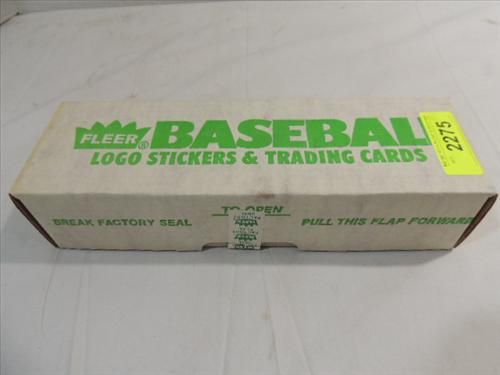 FLEER® BASEBAL
LOGO STICKERS & TRADING CARDS
2275
TO OPEN
BREAK FACTORY SEAL
PULL THIS FLAP FORWARD